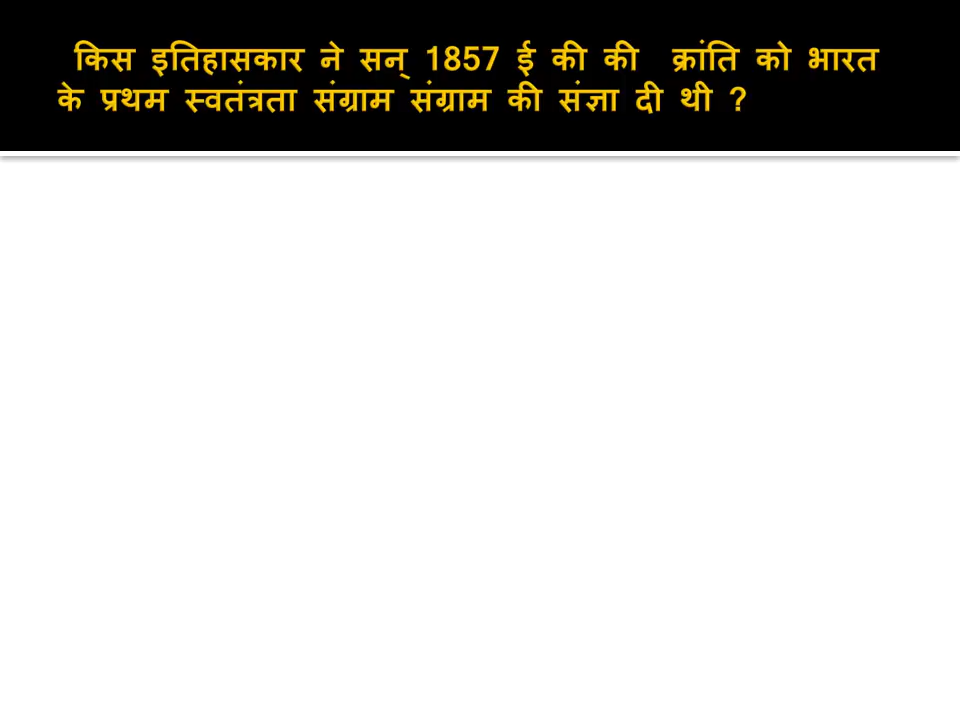 किस इतिहासकार ने सन् 1857 ई की की क्रांति को भारत
के प्रथम स्वतंत्रता संग्राम संग्राम की संज्ञा दी थी ?